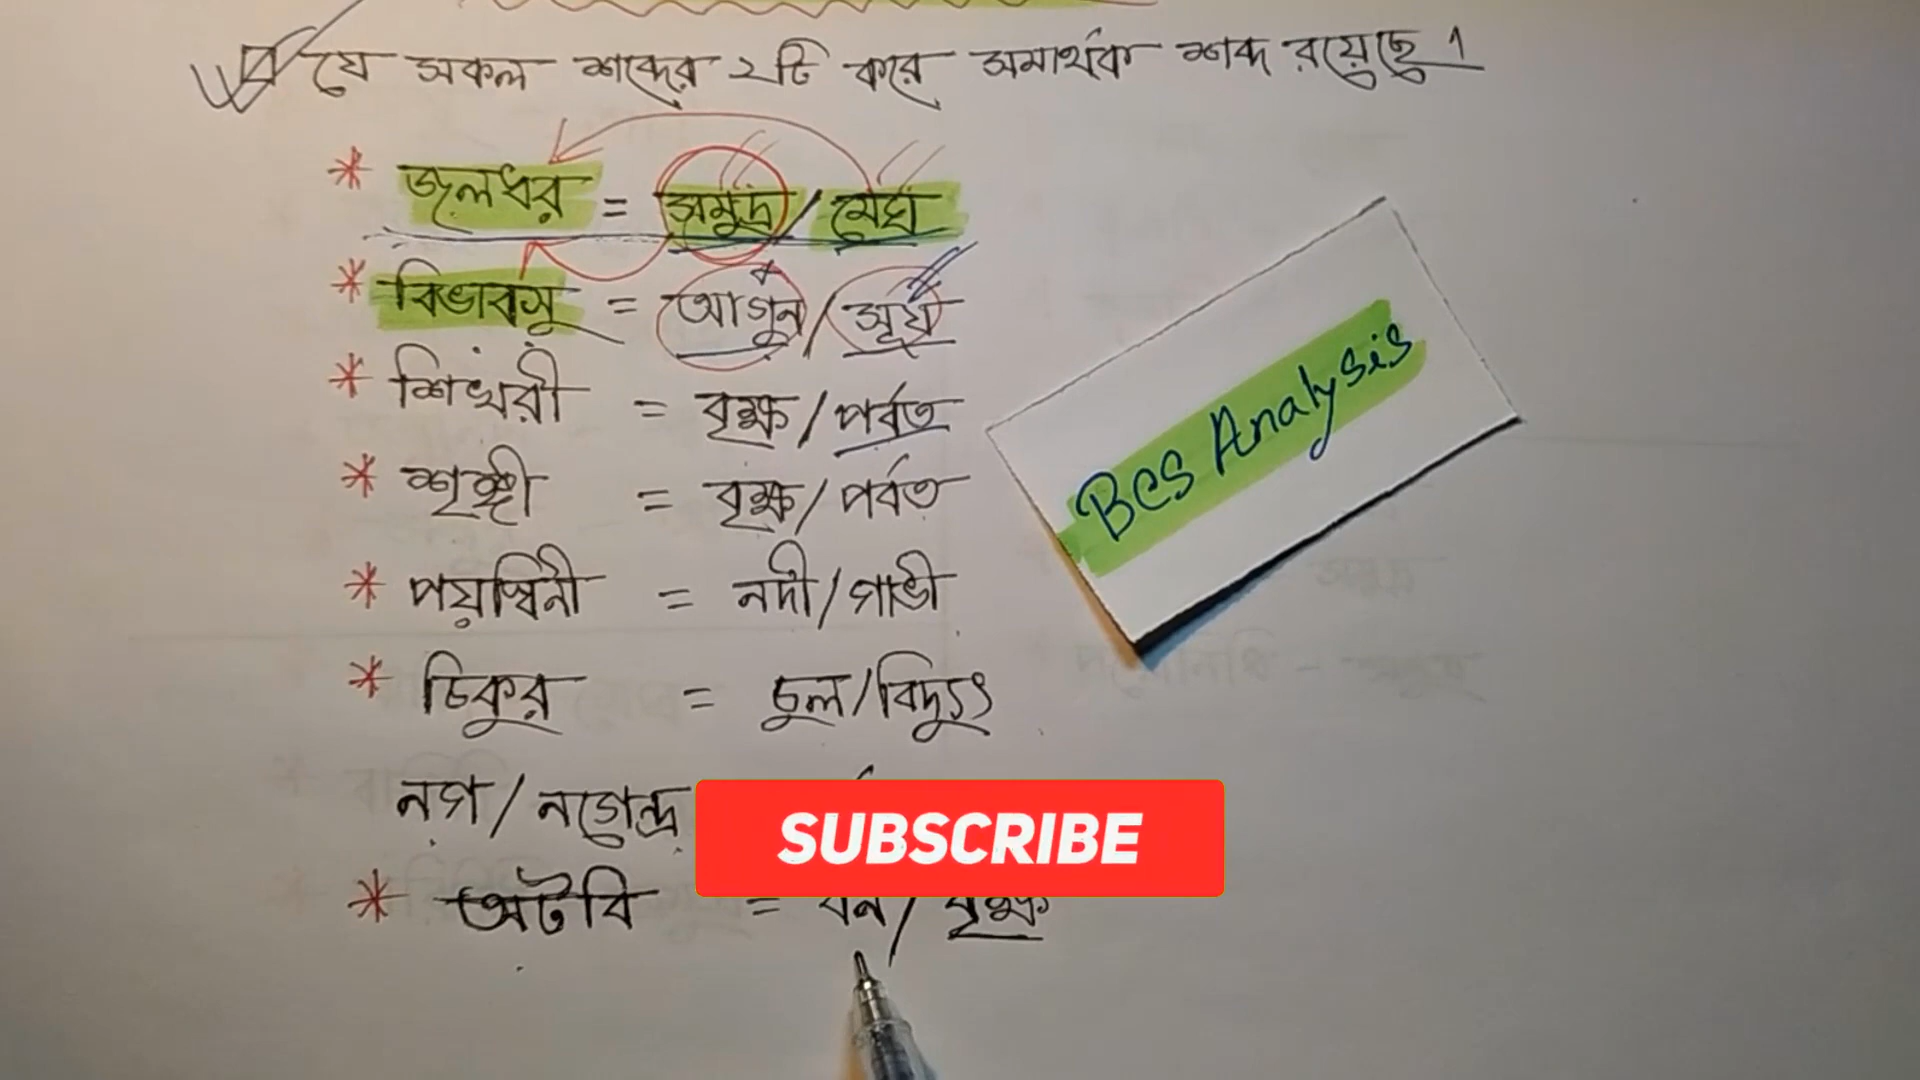 যে সকল শব্দের ২টি করে সমার্থক শব্দ রয়েছে।
* জলধর = সমুদ্র / মেঘ
* বিভাবসু = আগুন / সূর্য
* শিখরী = বৃক্ষ / পর্বত
* শৃঙ্গী = বৃক্ষ / পর্বত
* পয়স্বিনী = নদী / গাভী
* চিকুর = চুল / বিদ্যুৎ
নগ / নগেন্দ্র
* অটবি = বন / বৃক্ষ
Bcs Analysis
SUBSCRIBE